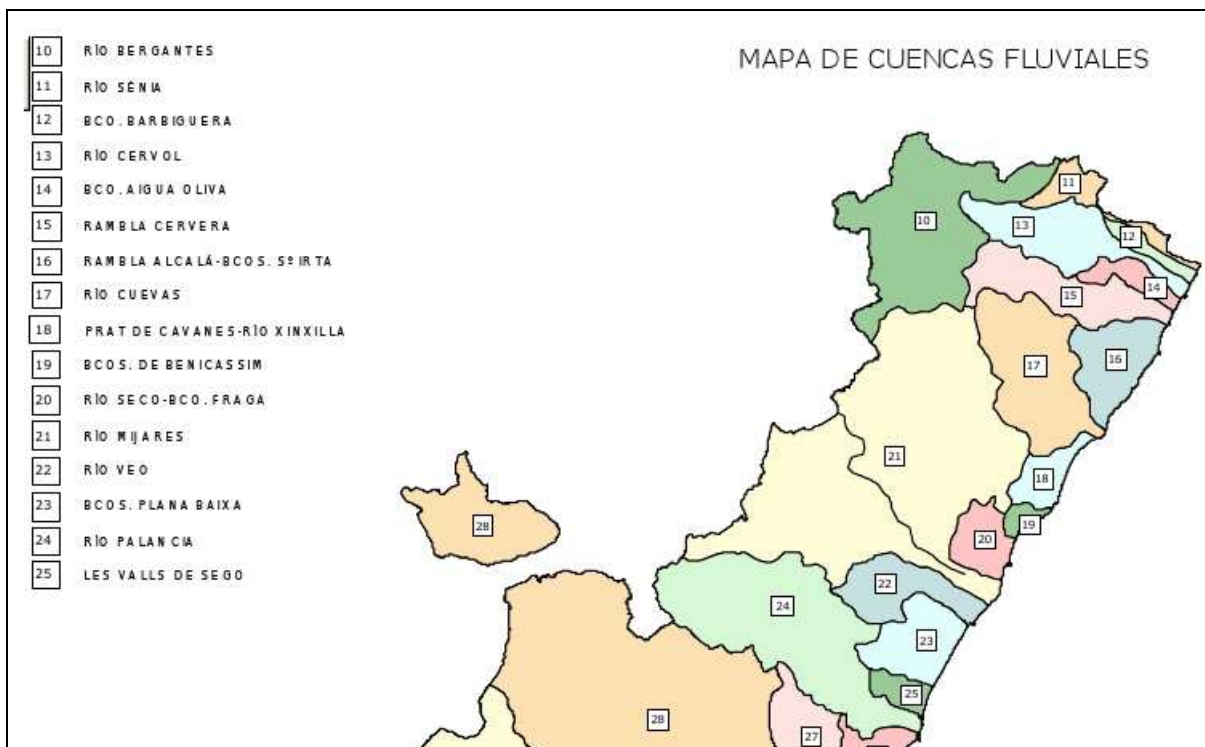 MAPA DE CUENCAS FLUVIALES
10 RÍO BERGANTES
11 RÍO SÉNIA
12 BCO. BARBIGUERA
13 RÍO CERVOL
14 BCO. AIGUA OLIVA
15 RAMBLA CERVERA
16 RAMBLA ALCALÁ-BCOS. Sº IRTA
17 RÍO CUEVAS
18 PRAT DE CAVANES-RÍO XINXILLA
19 BCOS. DE BENICASSIM
20 RÍO SECO-BCO. FRAGA
21 RÍO MIJARES
22 RÍO VEO
23 BCOS. PLANA BAIXA
24 RÍO PALANCIA
25 LES VALLS DE SEGO
11
10
13
12
14
15
16
17
21
18
28
19
20
22
24
23
25
28
27